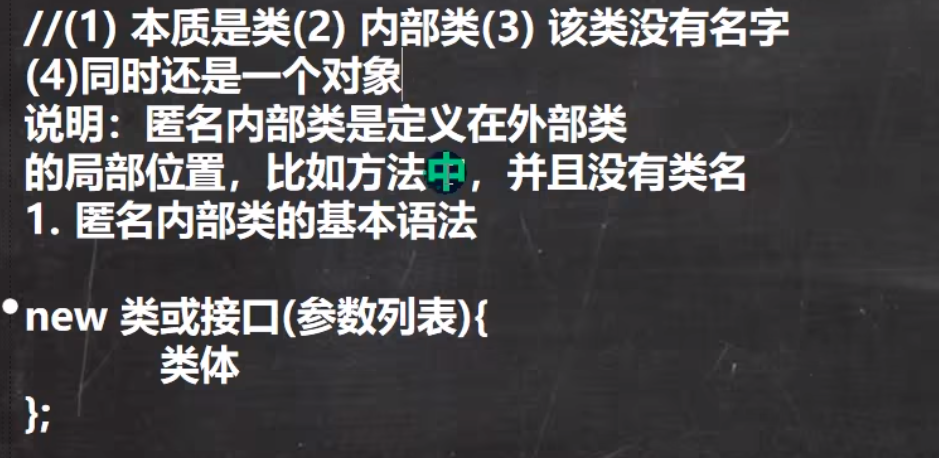 //(1) 本质是类(2) 内部类(3) 该类没有名字
(4)同时还是一个对象
说明：匿名内部类是定义在外部类
的局部位置，比如方法中，并且没有类名
1. 匿名内部类的基本语法
new 类或接口(参数列表){
类体
};